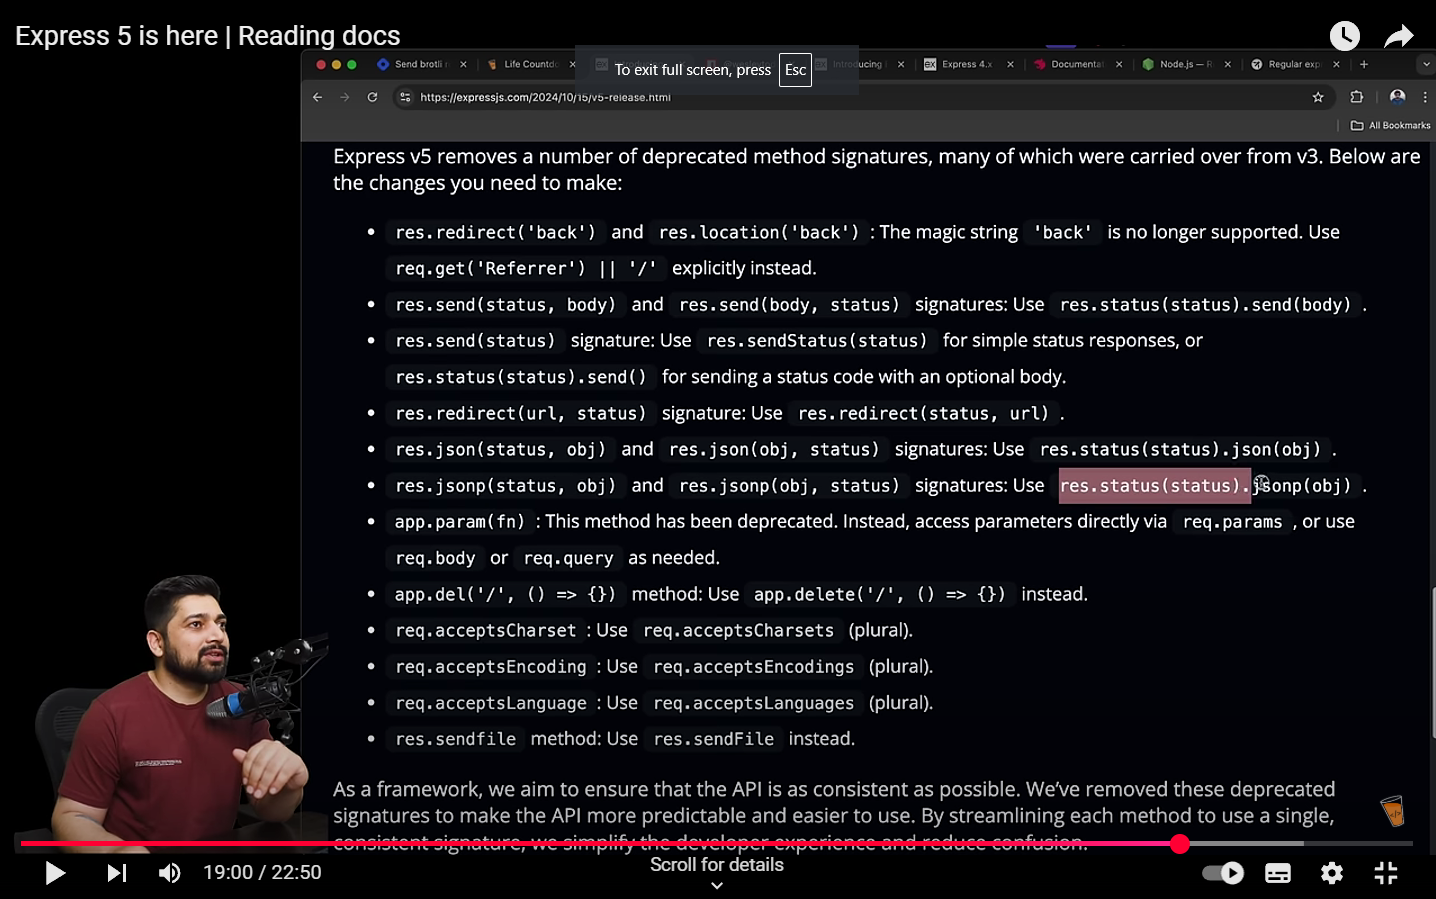 Express 5 is here | Reading docs
Send brotli
Life Countd
To exit full screen, press Esc
Introducing
Express 4.x
Documentat
Node.js — R
Regular exp
https://expressjs.com/2024/10/15/v5-release.html
All Bookmarks
Express v5 removes a number of deprecated method signatures, many of which were carried over from v3. Below are
the changes you need to make:
• res.redirect('back') and res.location('back') : The magic string 'back' is no longer supported. Use
req.get('Referrer') || '/' explicitly instead.
• res.send(status, body) and res.send(body, status) signatures: Use res.status(status).send(body) .
• res.send(status) signature: Use res.sendStatus(status) for simple status responses, or
res.status(status).send() for sending a status code with an optional body.
• res.redirect(url, status) signature: Use res.redirect(status, url) .
• res.json(status, obj) and res.json(obj, status) signatures: Use res.status(status).json(obj) .
• res.jsonp(status, obj) and res.jsonp(obj, status) signatures: Use res.status(status).jsonp(obj) .
• app.param(fn) : This method has been deprecated. Instead, access parameters directly via req.params , or use
req.body or req.query as needed.
• app.del('/', () => {}) method: Use app.delete('/', () => {}) instead.
• req.acceptsCharset : Use req.acceptsCharsets (plural).
• req.acceptsEncoding : Use req.acceptsEncodings (plural).
• req.acceptsLanguage : Use req.acceptsLanguages (plural).
• res.sendfile method: Use res.sendFile instead.
As a framework, we aim to ensure that the API is as consistent as possible. We've removed these deprecated
signatures to make the API more predictable and easier to use. By streamlining each method to use a single,
consistent signature, we simplify the developer experience and reduce confusion.
19:00 / 22:50
Scroll for details